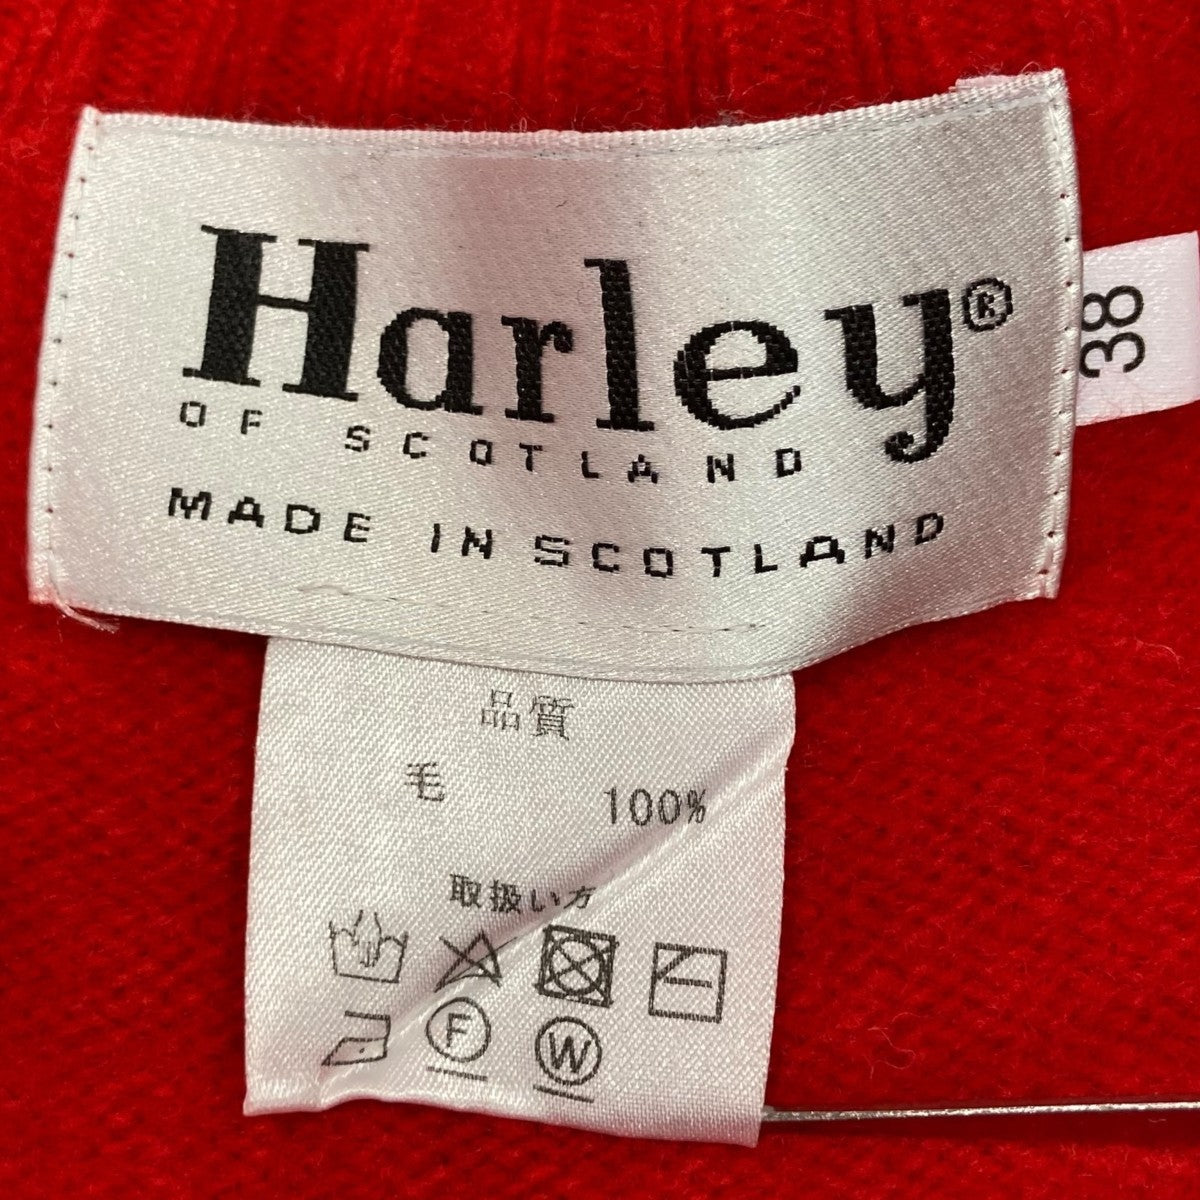 Harley®
OF SCOTLAND
MADE IN SCOTLAND
38
品質
毛 100%
取扱い方
F
W